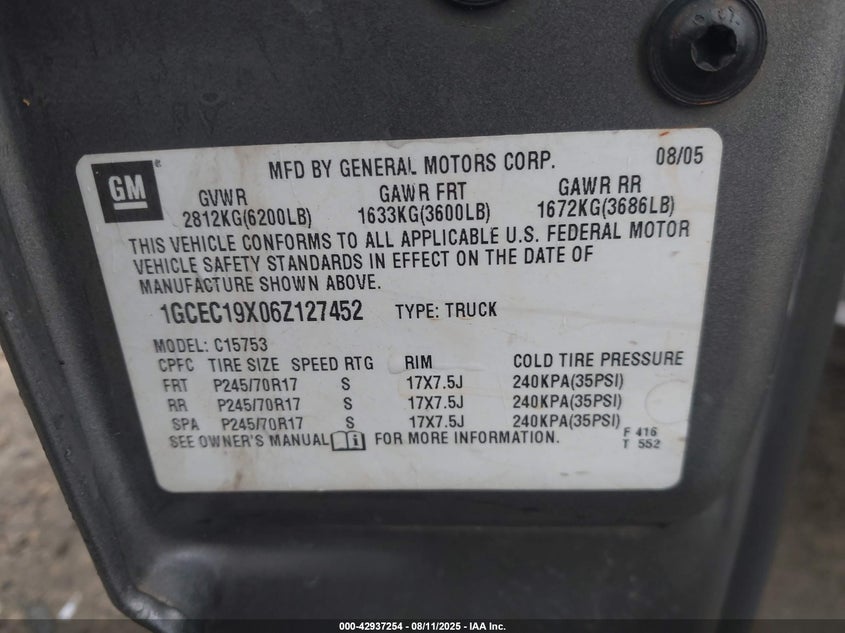 GM
MFD BY GENERAL MOTORS CORP. 08/05
GVWR GAWR FRT GAWR RR
2812KG(6200LB) 1633KG(3600LB) 1672KG(3686LB)
THIS VEHICLE CONFORMS TO ALL APPLICABLE U.S. FEDERAL MOTOR
VEHICLE SAFETY STANDARDS IN EFFECT ON THE DATE OF
MANUFACTURE SHOWN ABOVE.
1GCEC19X06Z127452 TYPE: TRUCK
MODEL: C15753
CPFC TIRE SIZE SPEED RTG RIM COLD TIRE PRESSURE
FRT P245/70R17 S 17X7.5J 240KPA(35PSI)
RR P245/70R17 S 17X7.5J 240KPA(35PSI)
SPA P245/70R17 S 17X7.5J 240KPA(35PSI)
SEE OWNER'S MANUAL i FOR MORE INFORMATION.
F 416
T 552
000-42937254 - 08/11/2025 - IAA Inc.